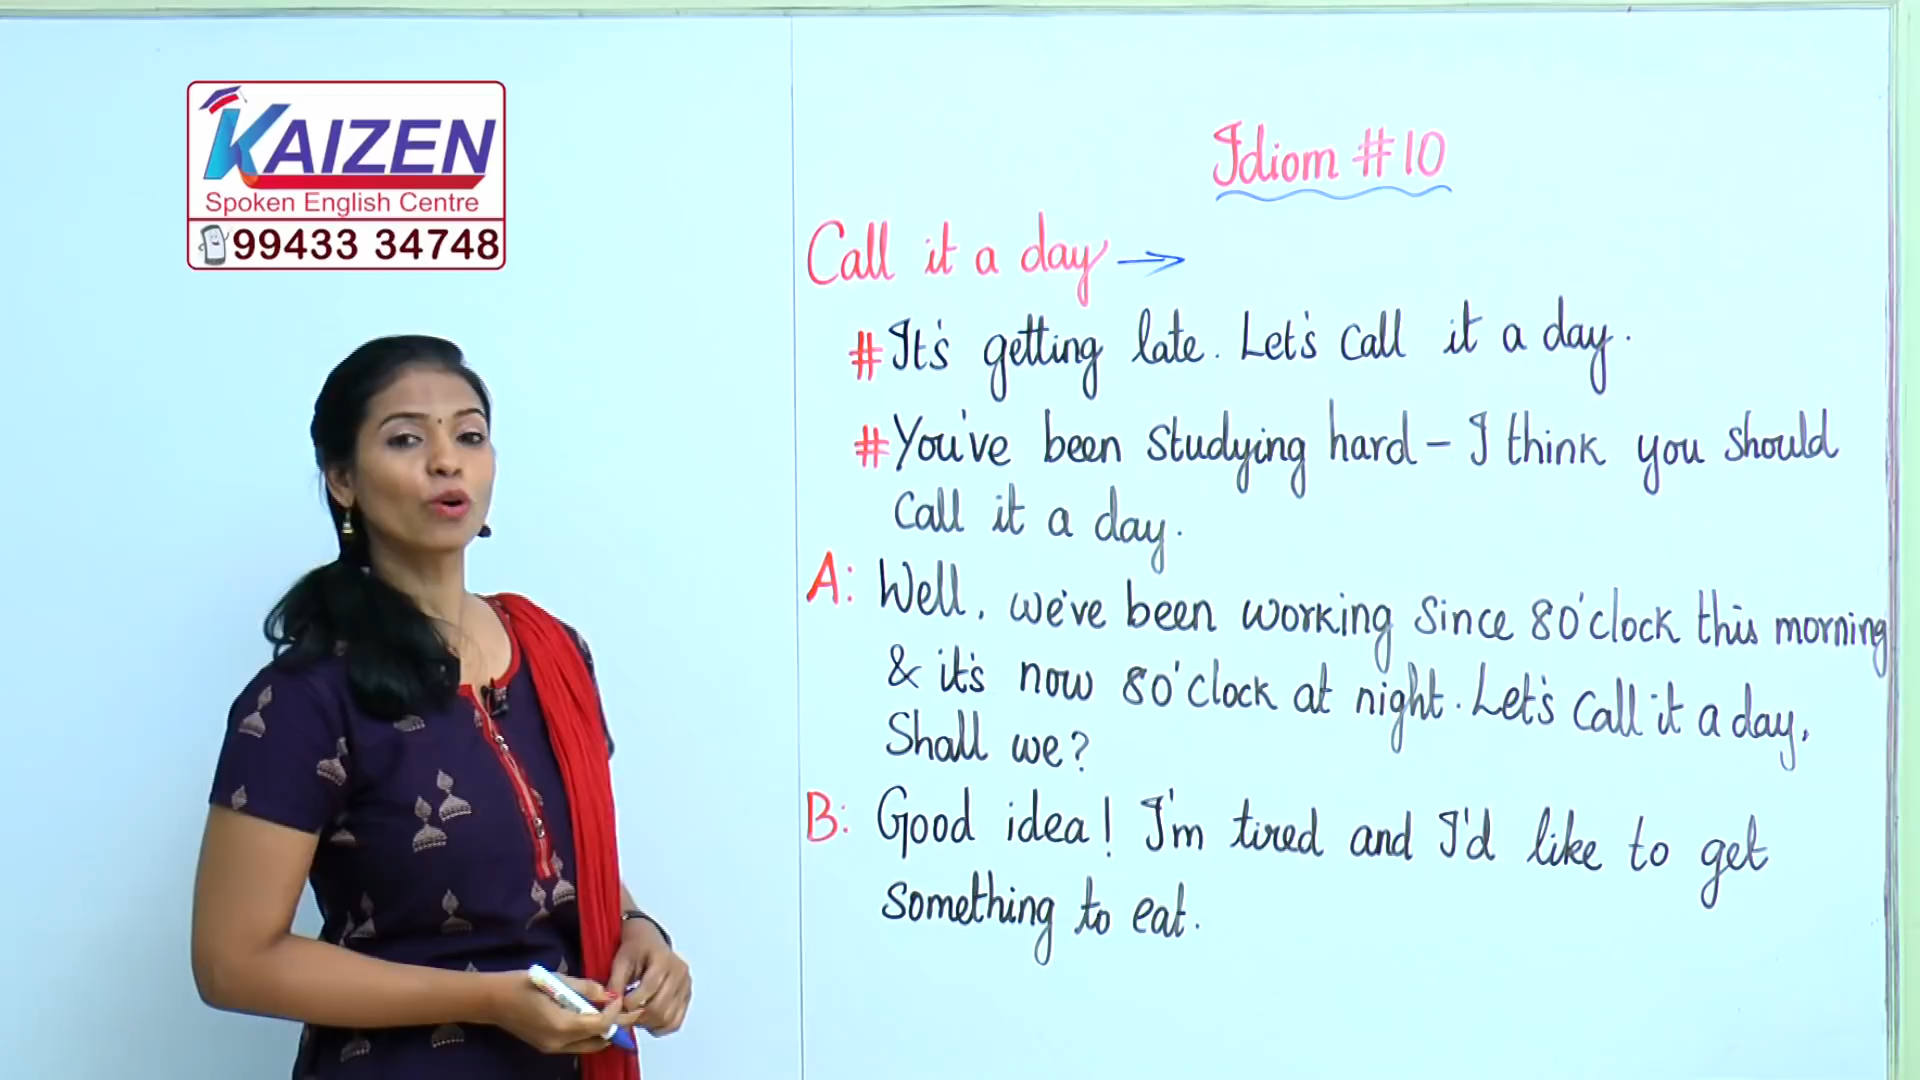 KAIZEN
Spoken English Centre
99433 34748
Idiom #10
Call it a day →
# It's getting late. Let's call it a day.
# You've been studying hard – I think you should
call it a day.
A: Well, we've been working since 8 O'clock this morning
& it's now 8 O'clock at night. Let's call it a day,
Shall we?
B: Good idea! I'm tired and I'd like to get
something to eat.